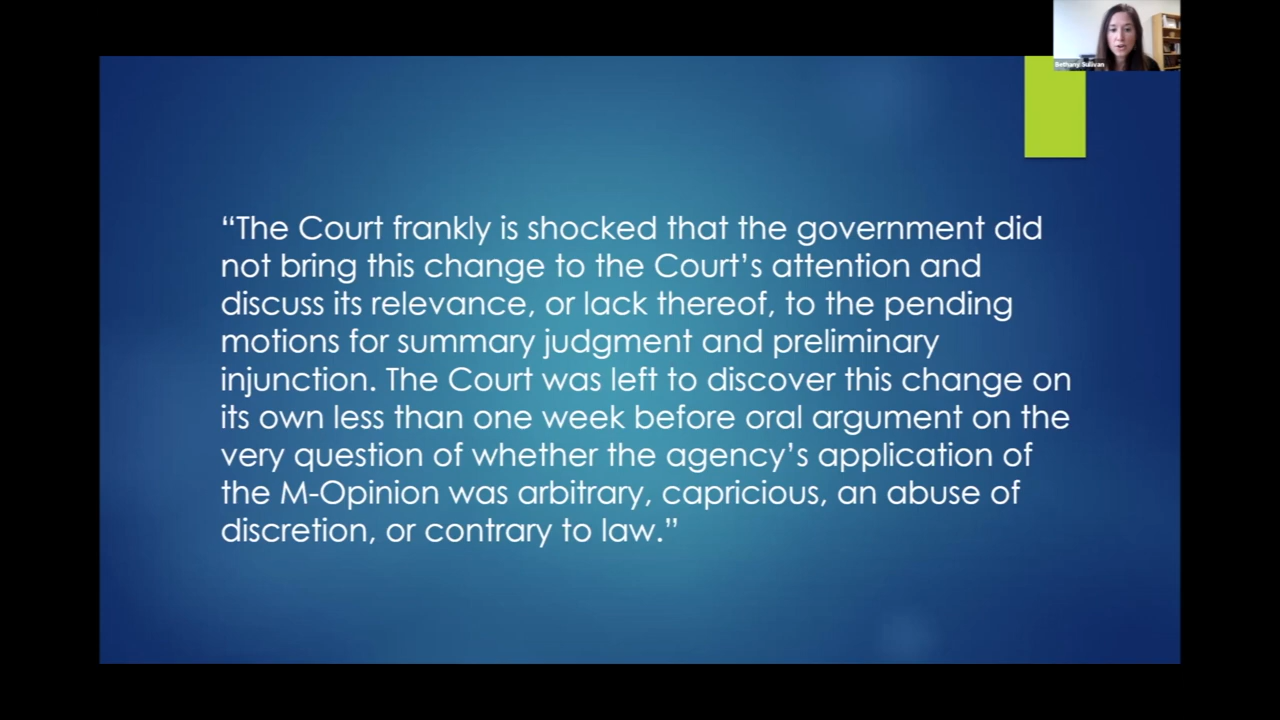 Bethany Sullivan
“The Court frankly is shocked that the government did
not bring this change to the Court’s attention and
discuss its relevance, or lack thereof, to the pending
motions for summary judgment and preliminary
injunction. The Court was left to discover this change on
its own less than one week before oral argument on the
very question of whether the agency’s application of
the M-Opinion was arbitrary, capricious, an abuse of
discretion, or contrary to law.”